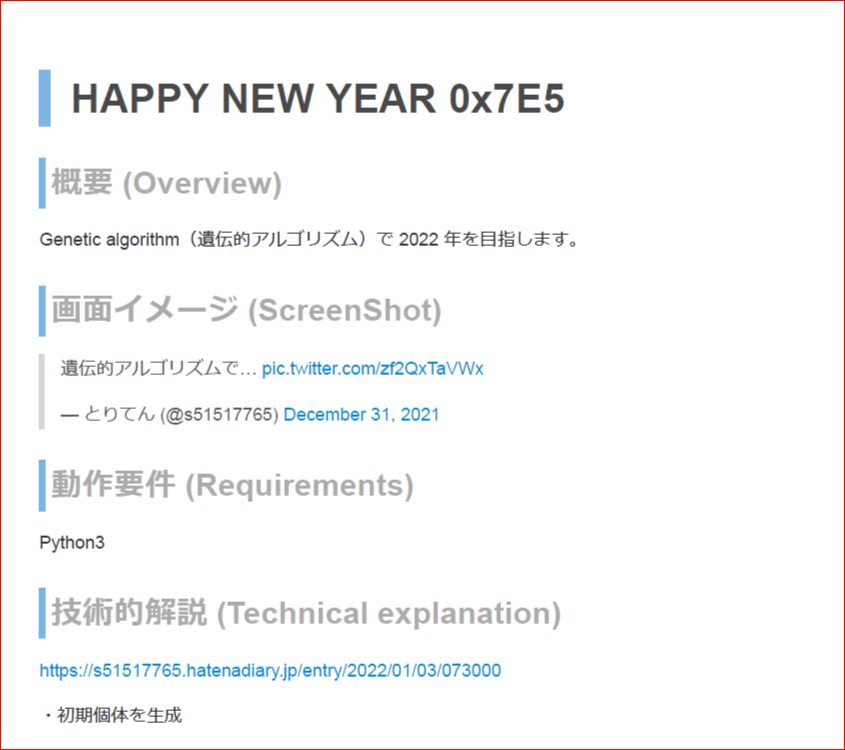 HAPPY NEW YEAR 0x7E5
概要 (Overview)
Genetic algorithm（遺伝的アルゴリズム）で 2022 年を目指します。
画面イメージ (ScreenShot)
遺伝的アルゴリズムで… pic.twitter.com/zf2QxTaVWx
— とりてん (@s51517765) December 31, 2021
動作要件 (Requirements)
Python3
技術的解説 (Technical explanation)
https://s51517765.hatenadiary.jp/entry/2022/01/03/073000
・初期個体を生成